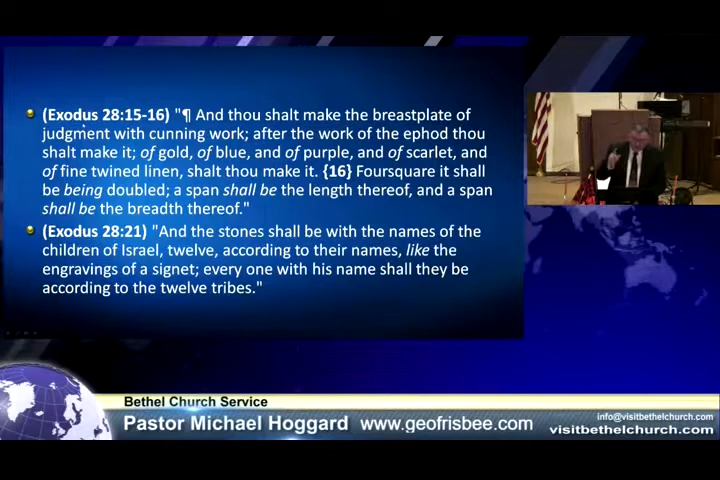 (Exodus 28:15-16) "¶ And thou shalt make the breastplate of
judgment with cunning work; after the work of the ephod thou
shalt make it; of gold, of blue, and of purple, and of scarlet, and
of fine twined linen, shalt thou make it. {16} Foursquare it shall
be being doubled; a span shall be the length thereof, and a span
shall be the breadth thereof."
(Exodus 28:21) "And the stones shall be with the names of the
children of Israel, twelve, according to their names, like the
engravings of a signet; every one with his name shall they be
according to the twelve tribes."
Bethel Church Service
Pastor Michael Hoggard www.geofrisbee.com
info@visitbethelchurch.com
visitbethelchurch.com